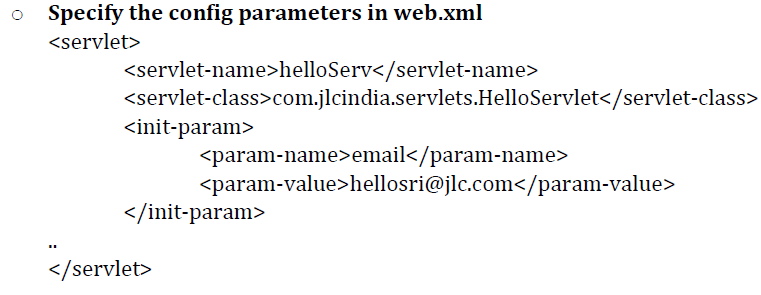 ○ Specify the config parameters in web.xml
<servlet>
<servlet-name>helloServ</servlet-name>
<servlet-class>com.jlcindia.servlets.HelloServlet</servlet-class>
<init-param>
<param-name>email</param-name>
<param-value>hellosri@jlc.com</param-value>
</init-param>
..
</servlet>